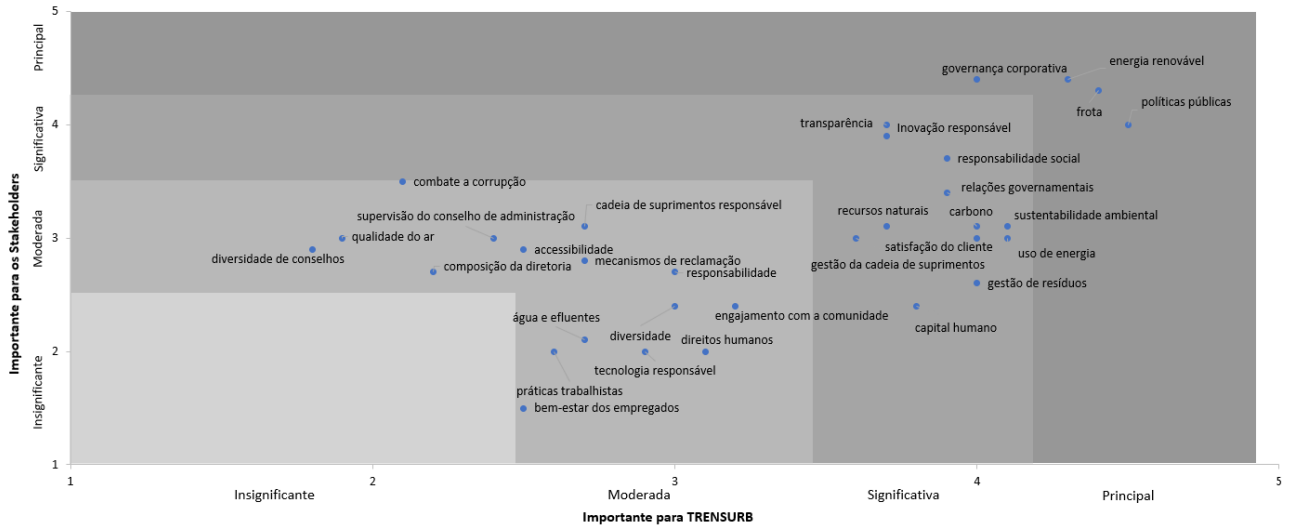 5
energia renovável
governança corporativa
políticas públicas
frota
4
transparência
Inovação responsável
responsabilidade social
combate a corrupção
relações governamentais
cadeia de suprimentos responsável
recursos naturais
carbono
sustentabilidade ambiental
supervisão do conselho de administração
3
qualidade do ar
accessibilidade
satisfação do cliente
uso de energia
diversidade de conselhos
composição da diretoria
mecanismos de reclamação
gestão da cadeia de suprimentos
responsabilidade
gestão de resíduos
água e efluentes
engajamento com a comunidade
capital humano
diversidade
direitos humanos
2
tecnologia responsável
práticas trabalhistas
bem-estar dos empregados
1
Principal
Significativa
Moderada
Insignificante
Importante para os Stakeholders
1
2
3
4
5
Insignificante
Moderada
Significativa
Principal
Importante para TRENSURB